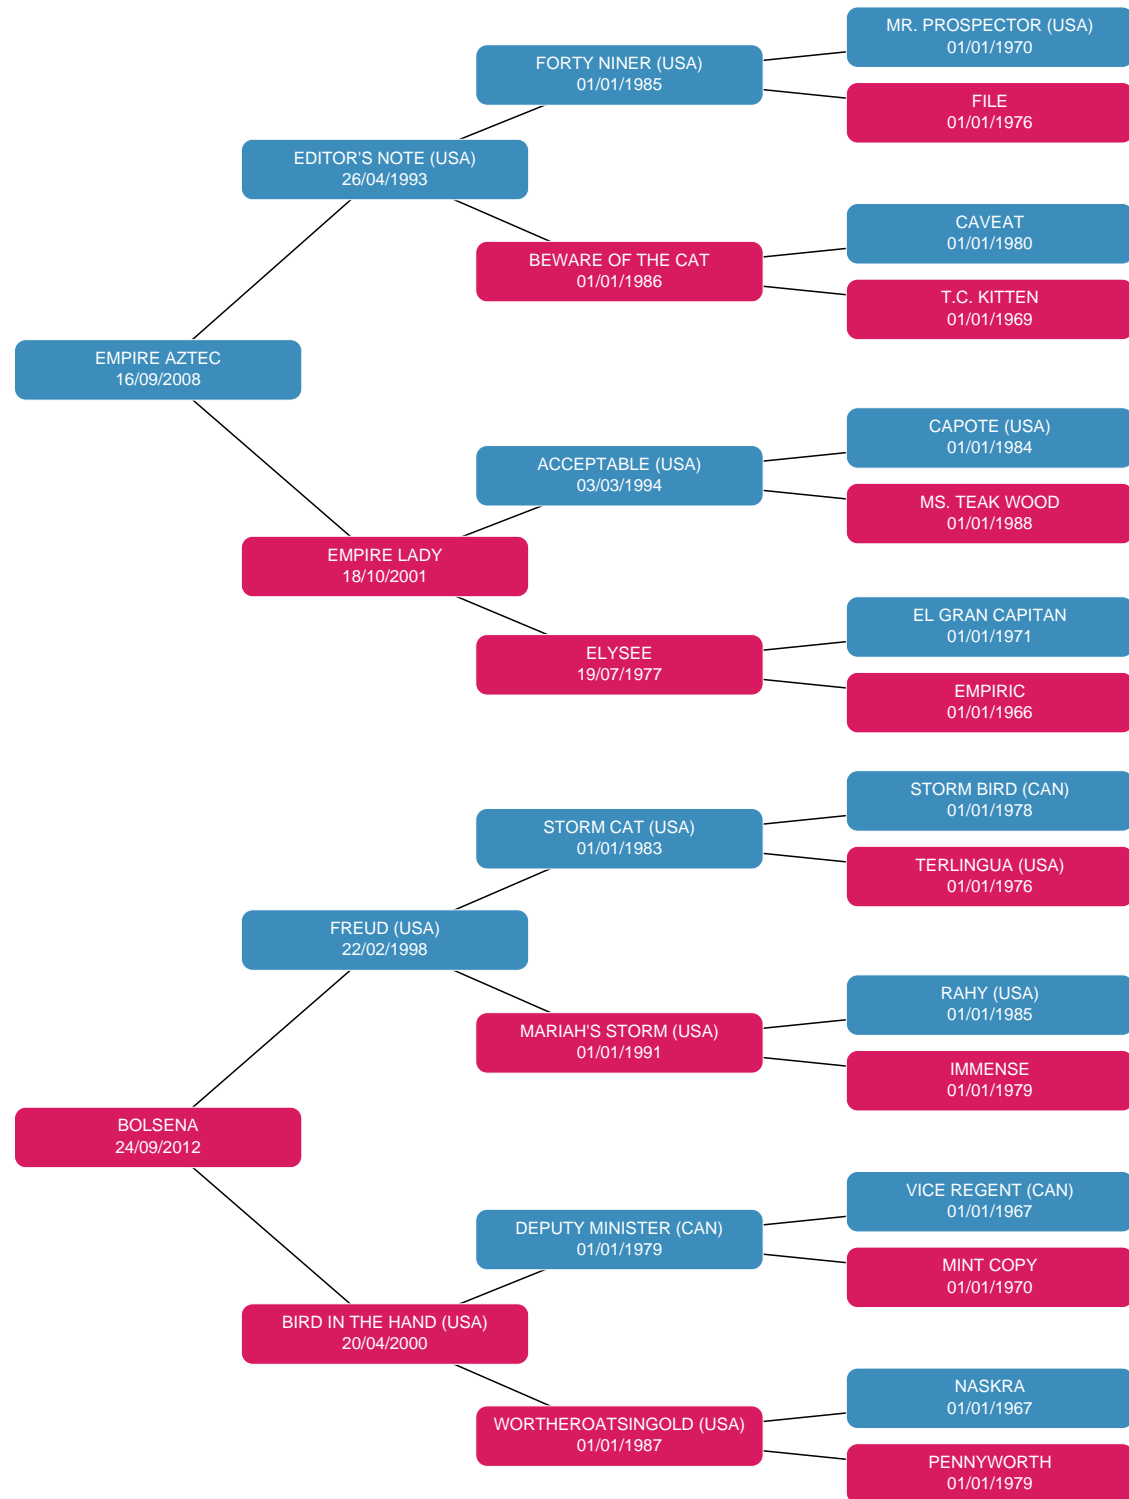 MR. PROSPECTOR (USA)
01/01/1970
FORTY NINER (USA)
01/01/1985
FILE
01/01/1976
EDITOR'S NOTE (USA)
26/04/1993
CAVEAT
01/01/1980
BEWARE OF THE CAT
01/01/1986
T.C. KITTEN
01/01/1969
EMPIRE AZTEC
16/09/2008
CAPOTE (USA)
01/01/1984
ACCEPTABLE (USA)
03/03/1994
MS. TEAK WOOD
01/01/1988
EMPIRE LADY
18/10/2001
EL GRAN CAPITAN
01/01/1971
ELYSEE
19/07/1977
EMPIRIC
01/01/1966
STORM BIRD (CAN)
01/01/1978
STORM CAT (USA)
01/01/1983
TERLINGUA (USA)
01/01/1976
FREUD (USA)
22/02/1998
RAHY (USA)
01/01/1985
MARIAH'S STORM (USA)
01/01/1991
IMMENSE
01/01/1979
BOLSENA
24/09/2012
VICE REGENT (CAN)
01/01/1967
DEPUTY MINISTER (CAN)
01/01/1979
MINT COPY
01/01/1970
BIRD IN THE HAND (USA)
20/04/2000
NASKRA
01/01/1967
WORTHEROATSINGOLD (USA)
01/01/1987
PENNYWORTH
01/01/1979